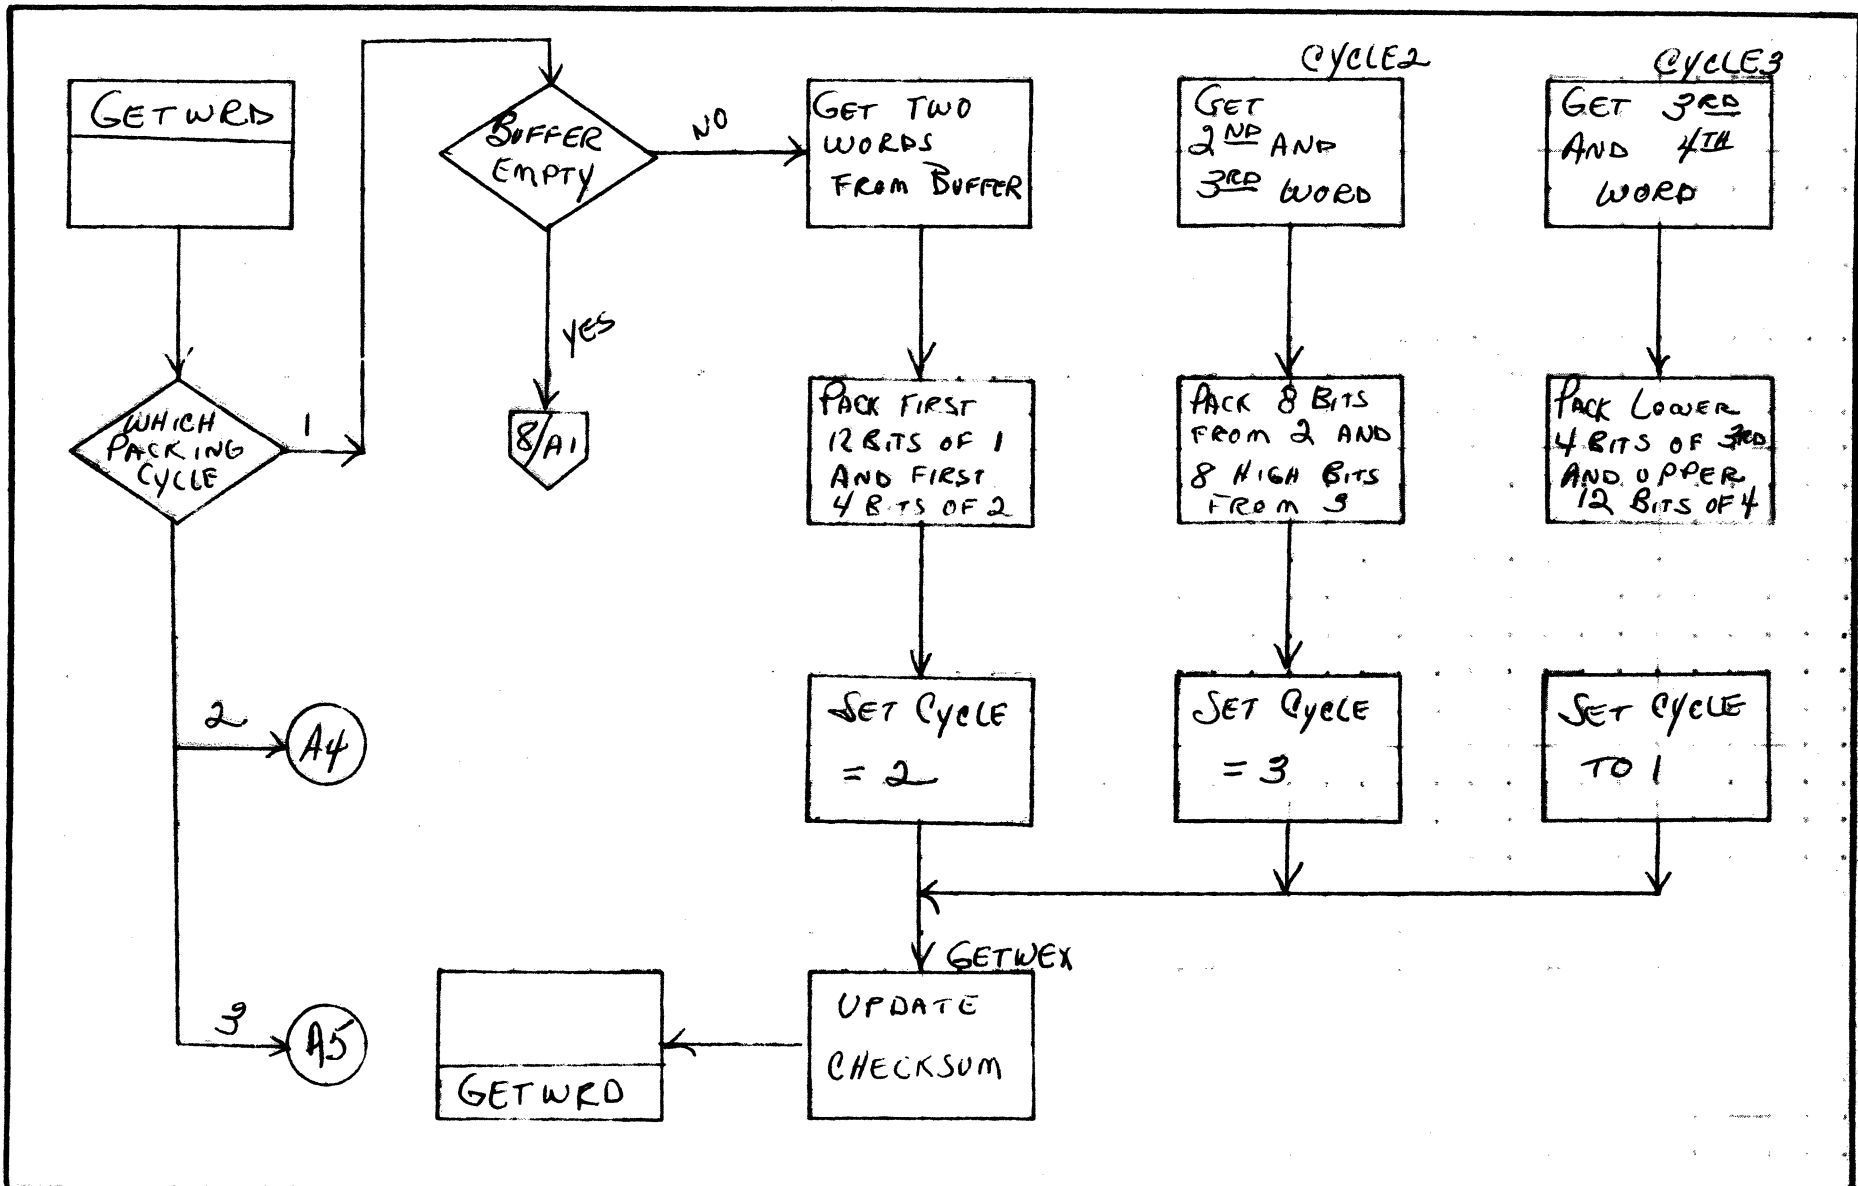 GETWRD
WHICH
PACKING
CYCLE
1
2
A4
3
A5
BUFFER
EMPTY
NO
YES
8/A1
GET TWO
WORDS
FROM BUFFER
PACK FIRST
12 BITS OF 1
AND FIRST
4 BITS OF 2
SET CYCLE
= 2
CYCLE2
GET
2ND AND
3RD WORD
PACK 8 BITS
FROM 2 AND
8 HIGH BITS
FROM 3
SET CYCLE
= 3
CYCLE3
GET 3RD
AND 4TH
WORD
PACK LOWER
4 BITS OF 3RD
AND UPPER
12 BITS OF 4
SET CYCLE
TO 1
GETWEX
UPDATE
CHECKSUM
GETWRD